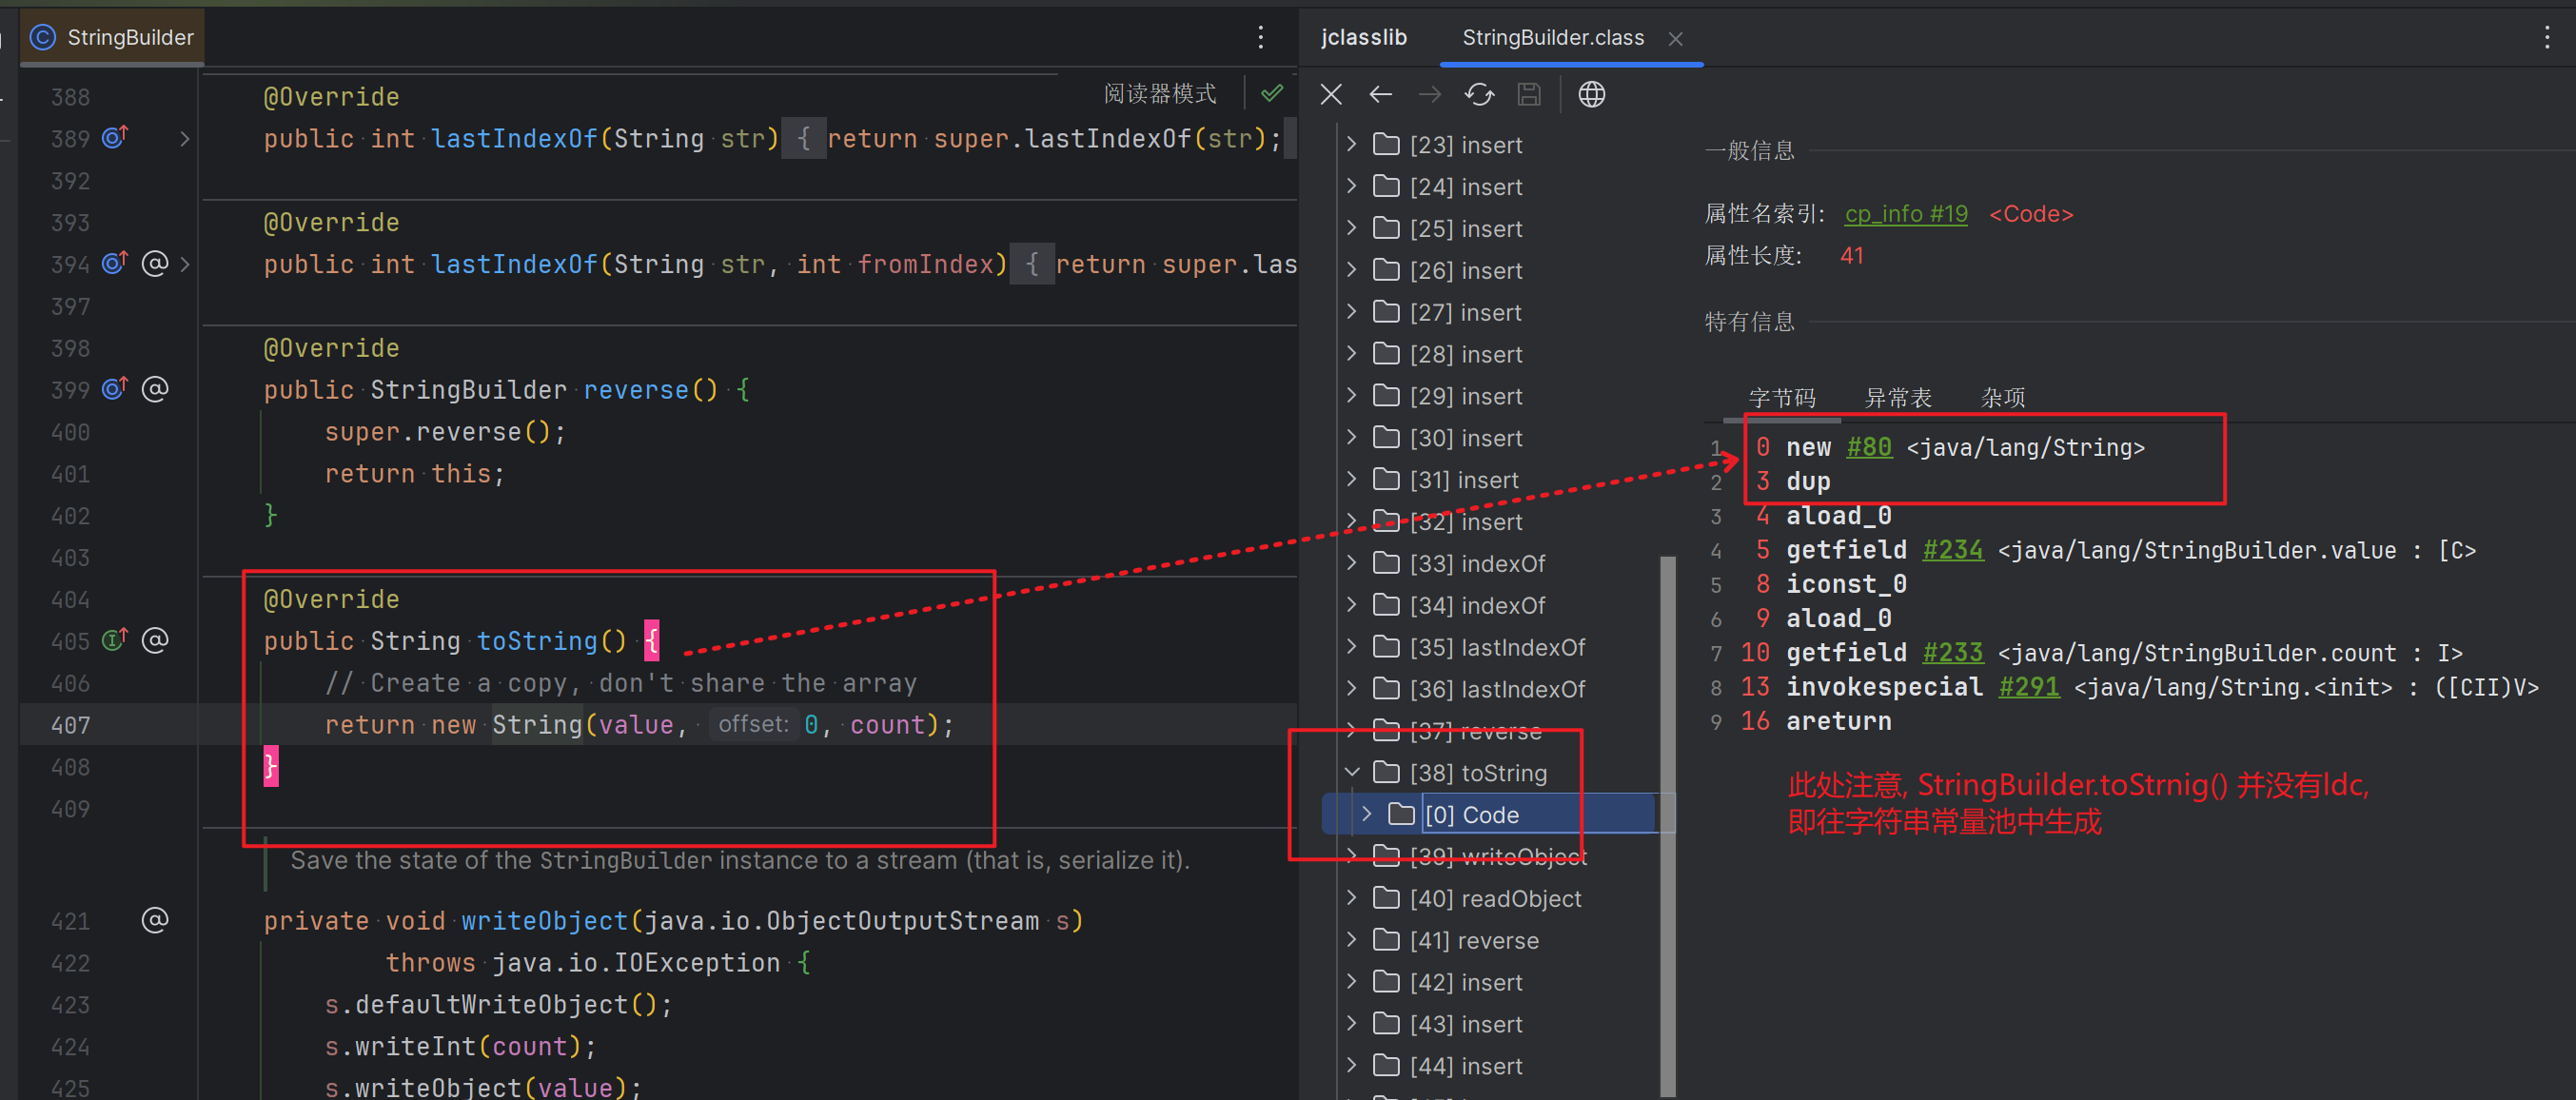 StringBuilder
阅读器模式
388 @Override
389 public int lastIndexOf(String str) { return super.lastIndexOf(str);
392
393 @Override
394 public int lastIndexOf(String str, int fromIndex) { return super.las
397
398 @Override
399 public StringBuilder reverse() {
400 super.reverse();
401 return this;
402 }
403
404 @Override
405 public String toString() {
406 // Create a copy, don't share the array
407 return new String(value, offset: 0, count);
408 }
409
Save the state of the StringBuilder instance to a stream (that is, serialize it).
421 private void writeObject(java.io.ObjectOutputStream s)
422 throws java.io.IOException {
423 s.defaultWriteObject();
424 s.writeInt(count);
425 s.writeObject(value);
jclasslib StringBuilder.class
[23] insert
[24] insert
[25] insert
[26] insert
[27] insert
[28] insert
[29] insert
[30] insert
[31] insert
[32] insert
[33] indexOf
[34] indexOf
[35] lastIndexOf
[36] lastIndexOf
[37] reverse
[38] toString
[0] Code
[39] writeObject
[40] readObject
[41] reverse
[42] insert
[43] insert
[44] insert
一般信息
属性名索引: cp_info #19 <Code>
属性长度: 41
特有信息
字节码 异常表 杂项
1 0 new #80 <java/lang/String>
2 3 dup
3 4 aload_0
4 5 getfield #234 <java/lang/StringBuilder.value : [C>
5 8 iconst_0
6 9 aload_0
7 10 getfield #233 <java/lang/StringBuilder.count : I>
8 13 invokespecial #291 <java/lang/String.<init> : ([CII)V>
9 16 areturn
此处注意, StringBuilder.toStrnig() 并没有ldc,
即往字符串常量池中生成